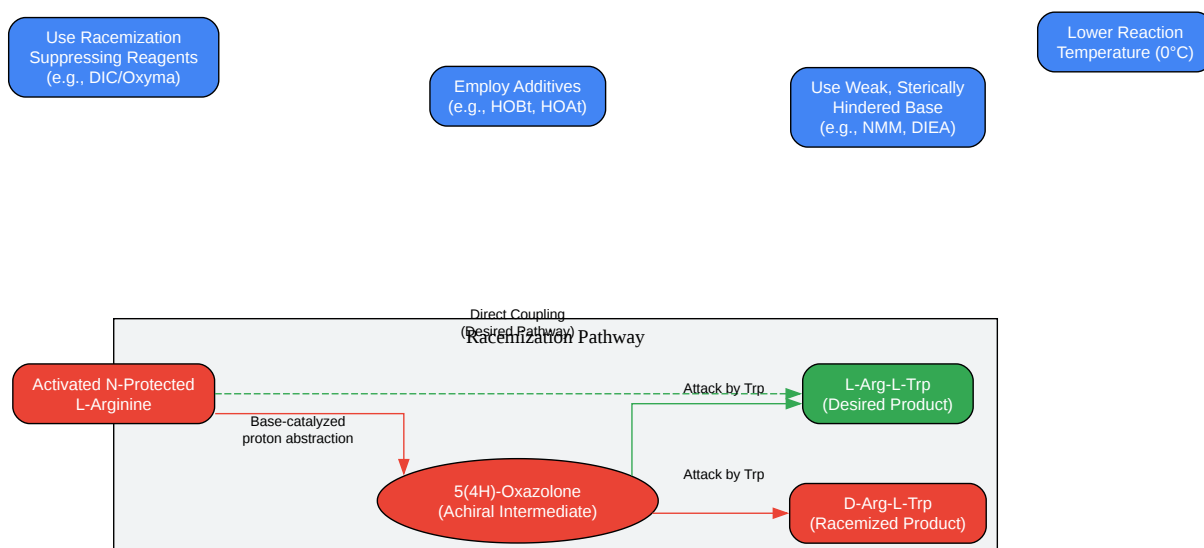 Use Racemization
Suppressing Reagents
(e.g., DIC/Oxyma)
Employ Additives
(e.g., HOBt, HOAt)
Use Weak, Sterically
Hindered Base
(e.g., NMM, DIEA)
Lower Reaction
Temperature (0°C)
Direct Coupling
(Desired Pathway)
Racemization Pathway
Activated N-Protected
L-Arginine
Base-catalyzed
proton abstraction
Attack by Trp
L-Arg-L-Trp
(Desired Product)
5(4H)-Oxazolone
(Achiral Intermediate)
Attack by Trp
D-Arg-L-Trp
(Racemized Product)